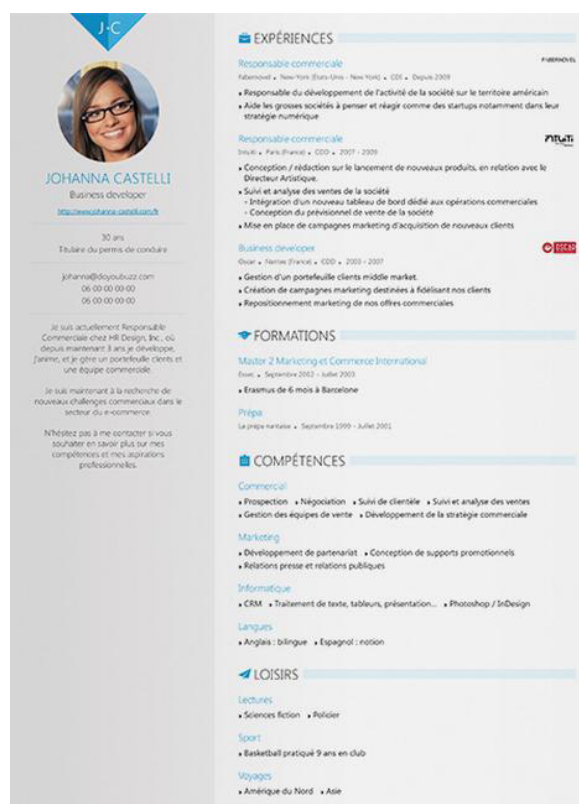 J-C
JOHANNA CASTELLI
Business developer
http://www.johanna-castelli.com/fr
30 ans
Titulaire du permis de conduire
johanna@doyoubuzz.com
06 00 00 00 00
06 00 00 00 00
Je suis actuellement Responsable
Commerciale chez HR Design, Inc., où
depuis maintenant 3 ans je développe,
j'anime, et je gère un portefeuille clients et
une équipe commerciale.
Je suis maintenant à la recherche de
nouveaux challenges commerciaux dans le
secteur du e-commerce.
N'hésitez pas à me contacter si vous
souhaiter en savoir plus sur mes
compétences et mes aspirations
professionnelles.
EXPÉRIENCES
Responsable commerciale
FABERNOVEL
Fabernovel • New-York (Etats-Unis - New York) • CDI • Depuis 2009
• Responsable du développement de l'activité de la société sur le territoire américain
• Aide les grosses sociétés à penser et réagir comme des startups notamment dans leur
stratégie numérique
Responsable commerciale
INTUITI
Intuiti • Paris (France) • CDD • 2007 - 2009
• Conception / rédaction sur le lancement de nouveaux produits, en relation avec le
Directeur Artistique.
• Suivi et analyse des ventes de la société
- Intégration d'un nouveau tableau de bord dédié aux opérations commerciales
- Conception du prévisionnel de vente de la société
• Mise en place de campagnes marketing d'acquisition de nouveaux clients
Business developer
OSCAR
Oscar • Nantes (France) • CDD • 2003 - 2007
• Gestion d'un portefeuille clients middle market.
• Création de campagnes marketing destinées à fidélisant nos clients
• Repositionnement marketing de nos offres commerciales
FORMATIONS
Master 2 Marketing et Commerce International
Essec • Septembre 2002 - Juillet 2003
• Erasmus de 6 mois à Barcelone
Prépa
La prépa nantaise • Septembre 1999 - Juillet 2001
COMPÉTENCES
Commercial
• Prospection • Négociation • Suivi de clientèle • Suivi et analyse des ventes
• Gestion des équipes de vente • Développement de la stratégie commerciale
Marketing
• Développement de partenariat • Conception de supports promotionnels
• Relations presse et relations publiques
Informatique
• CRM • Traitement de texte, tableurs, présentation... • Photoshop / InDesign
Langues
• Anglais : bilingue • Espagnol : notion
LOISIRS
Lectures
• Sciences fiction • Policier
Sport
• Basketball pratiqué 9 ans en club
Voyages
• Amérique du Nord • Asie